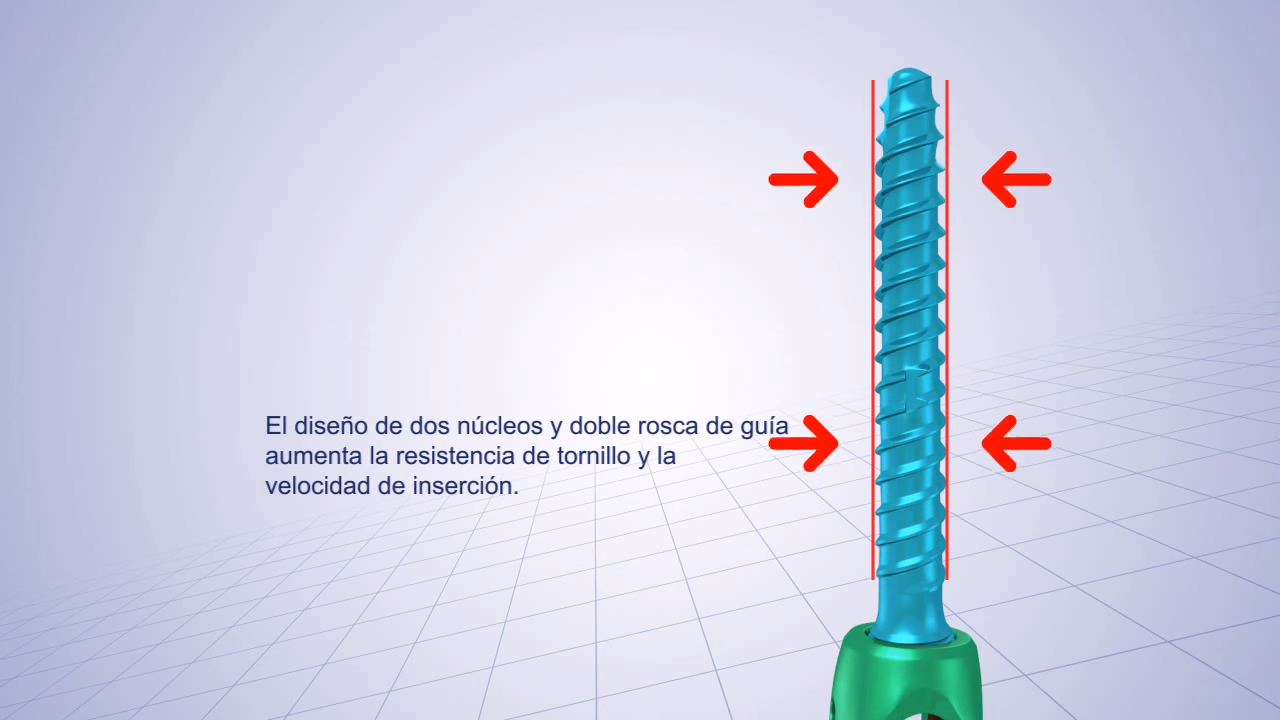 El diseño de dos núcleos y doble rosca de guía
aumenta la resistencia de tornillo y la
velocidad de inserción.